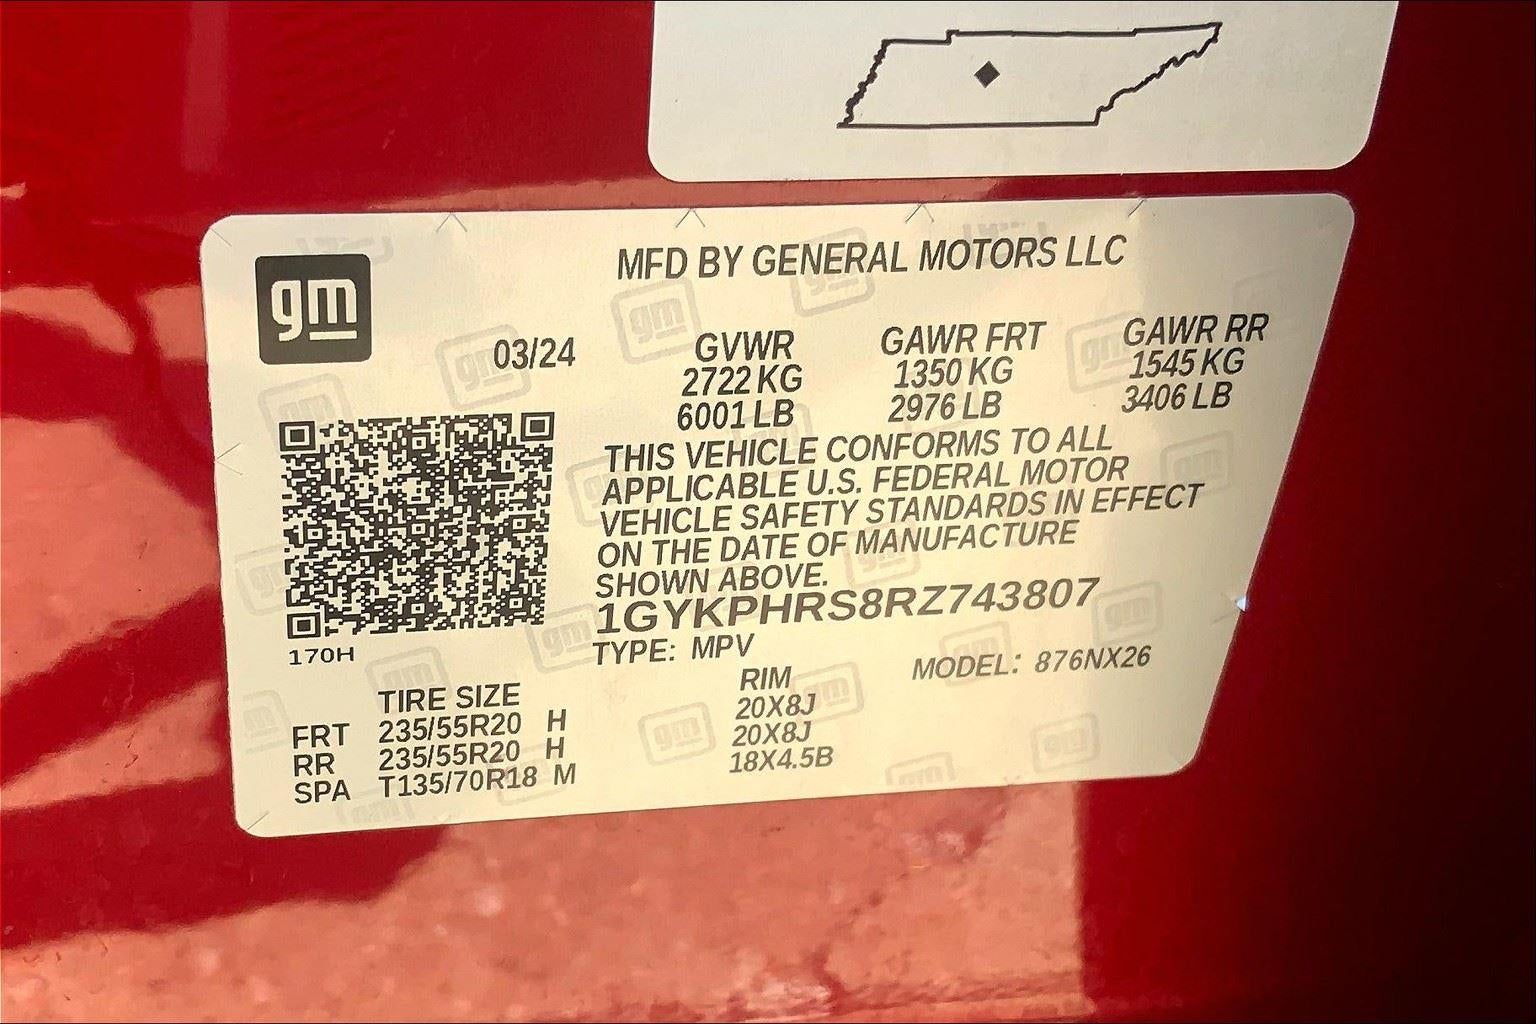 gm
MFD BY GENERAL MOTORS LLC
03/24
GVWR GAWR FRT GAWR RR
2722 KG 1350 KG 1545 KG
6001 LB 2976 LB 3406 LB
THIS VEHICLE CONFORMS TO ALL
APPLICABLE U.S. FEDERAL MOTOR
VEHICLE SAFETY STANDARDS IN EFFECT
ON THE DATE OF MANUFACTURE
SHOWN ABOVE.
1GYKPHRS8RZ743807
170H
TYPE: MPV MODEL: 876NX26
TIRE SIZE RIM
FRT 235/55R20 H 20X8J
RR 235/55R20 H 20X8J
SPA T135/70R18 M 18X4.5B